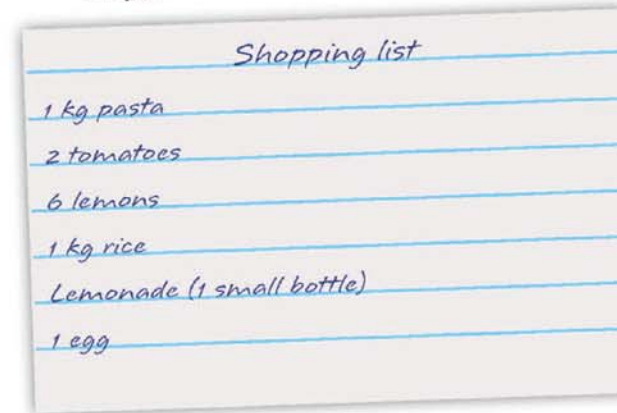 Shopping list
1 kg pasta
2 tomatoes
6 lemons
1 kg rice
Lemonade (1 small bottle)
1 egg